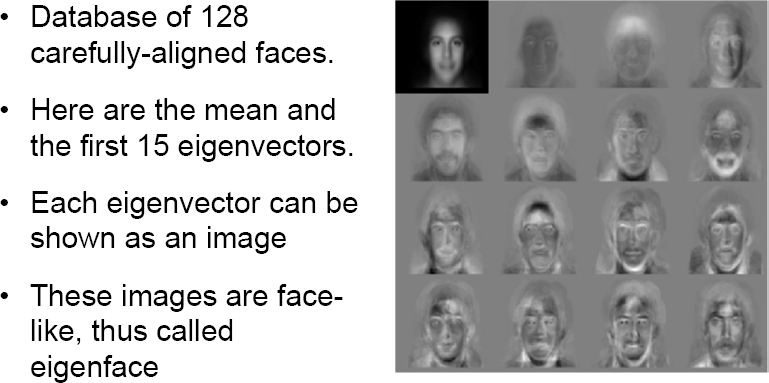 • Database of 128
carefully-aligned faces.
• Here are the mean and
the first 15 eigenvectors.
• Each eigenvector can be
shown as an image
• These images are face-
like, thus called
eigenface